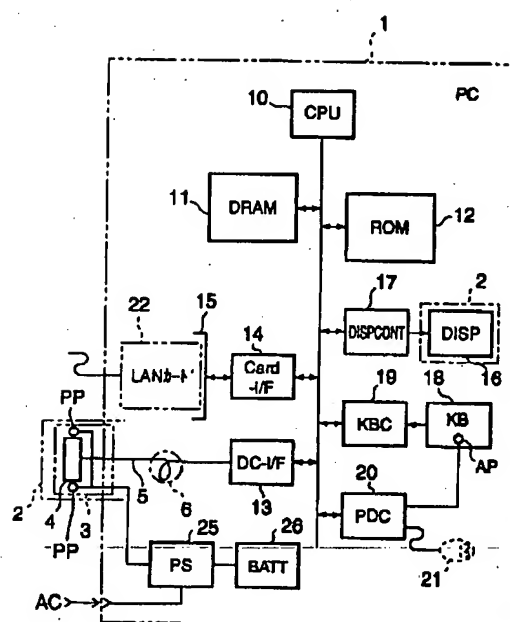 1
PC
10
CPU
11
DRAM
ROM
12
17
2
22
15
14
DISPCONT
DISP
16
LANカード
Card
-I/F
19
18
KBC
KB
PP
AP
5
DC-I/F
20
2
4
3
6
13
PDC
PP
25
26
21
PS
BATT
AC